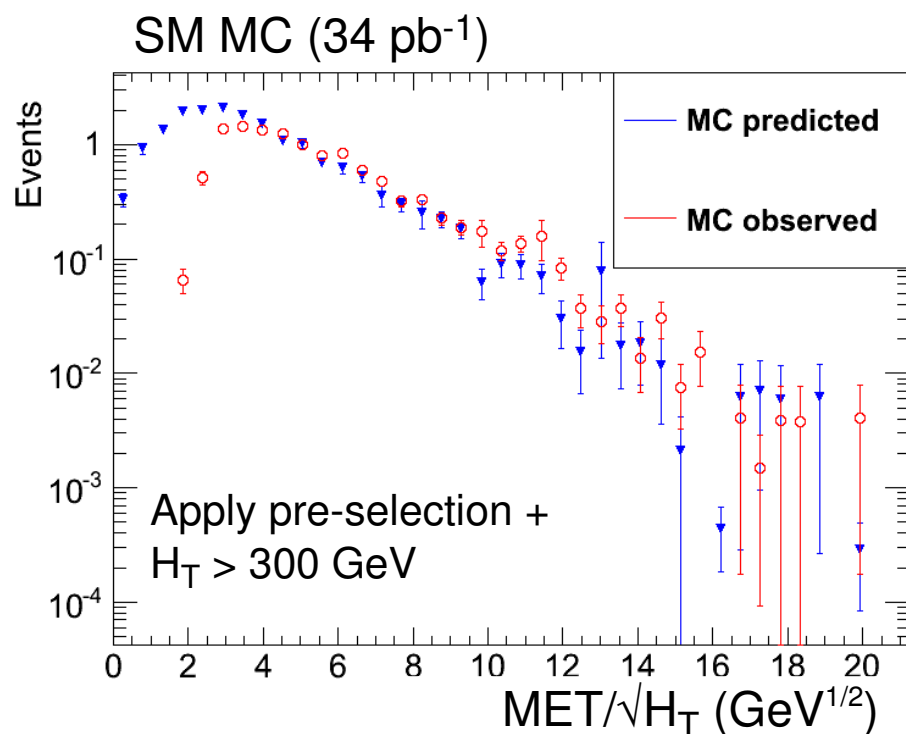 SM MC (34 pb-1)
MC predicted
MC observed
Events
1
10-1
10-2
10-3
10-4
Apply pre-selection +
HT > 300 GeV
0 2 4 6 8 10 12 14 16 18 20
MET/√HT (GeV1/2)